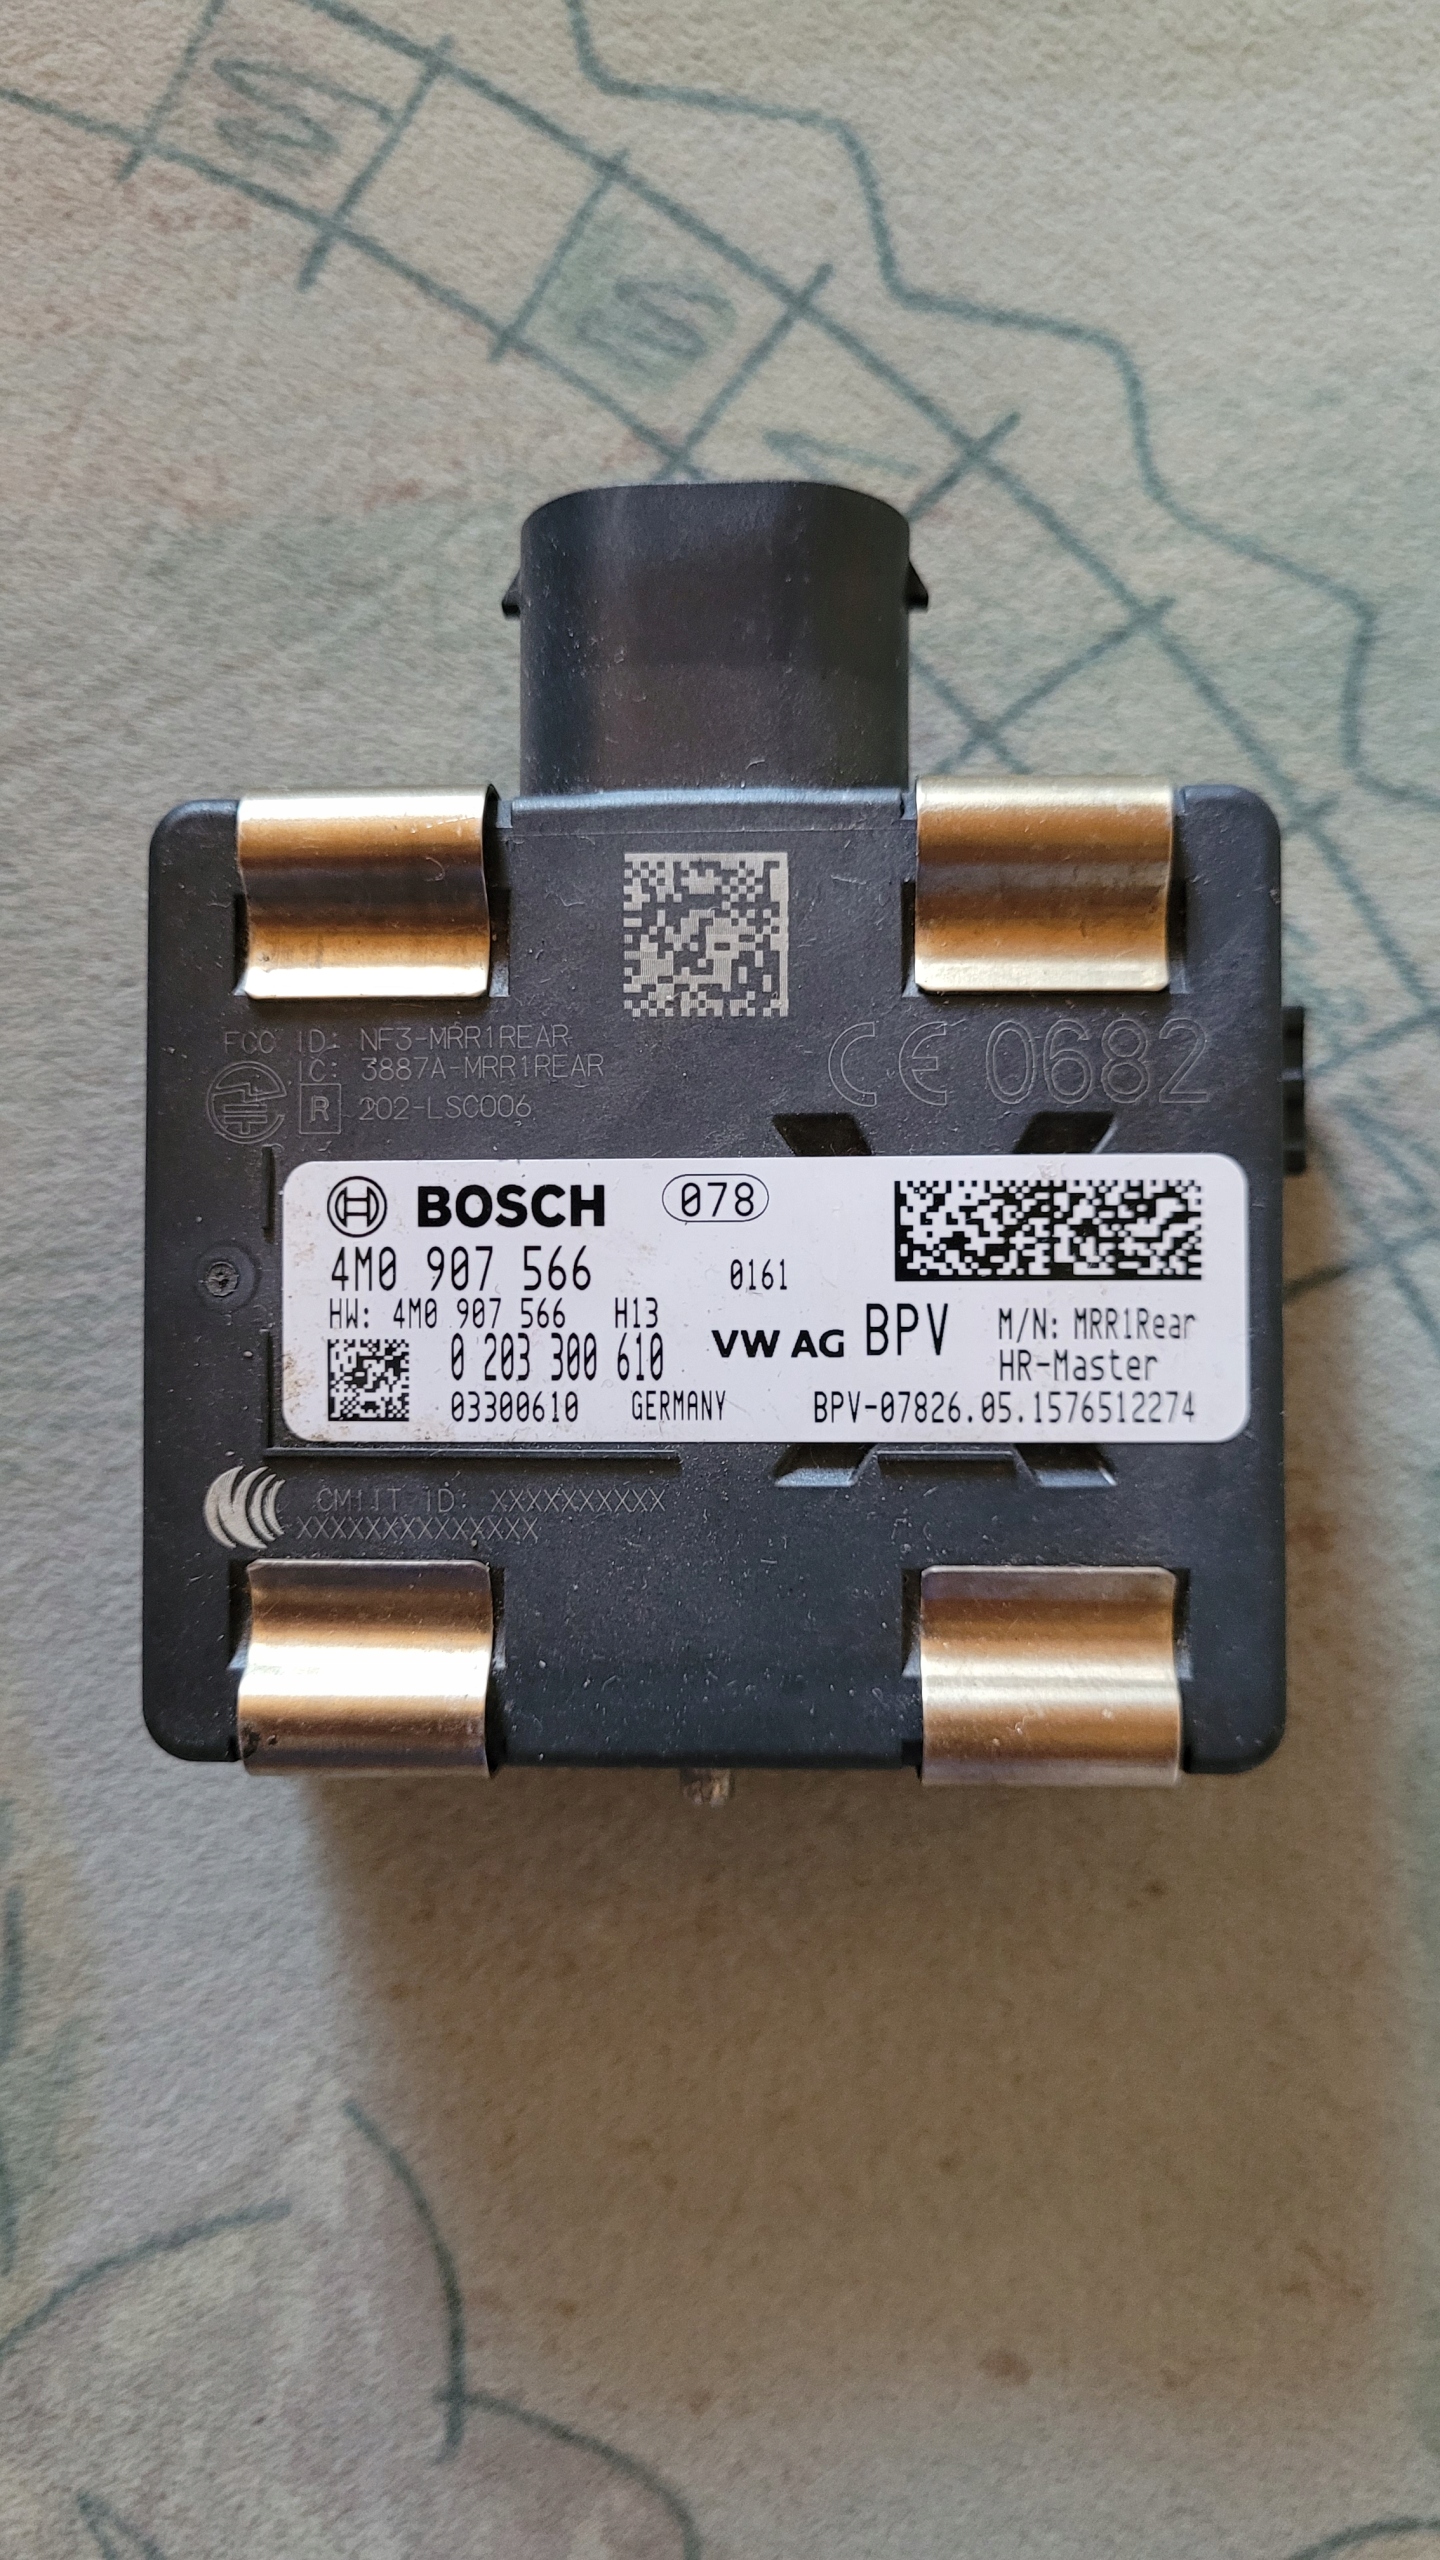 FCC ID: NF3-MRR1REAR
IC: 3887A-MRR1REAR
R 202-LSC006
CE 0682
BOSCH 078
4M0 907 566 0161
HW: 4M0 907 566 H13
0 203 300 610 VW AG BPV M/N: MRR1Rear
HR-Master
03300610 GERMANY BPV-07826.05.1576512274
CMIIT ID: XXXXXXXXXX
XXXXXXXXXXXXXX